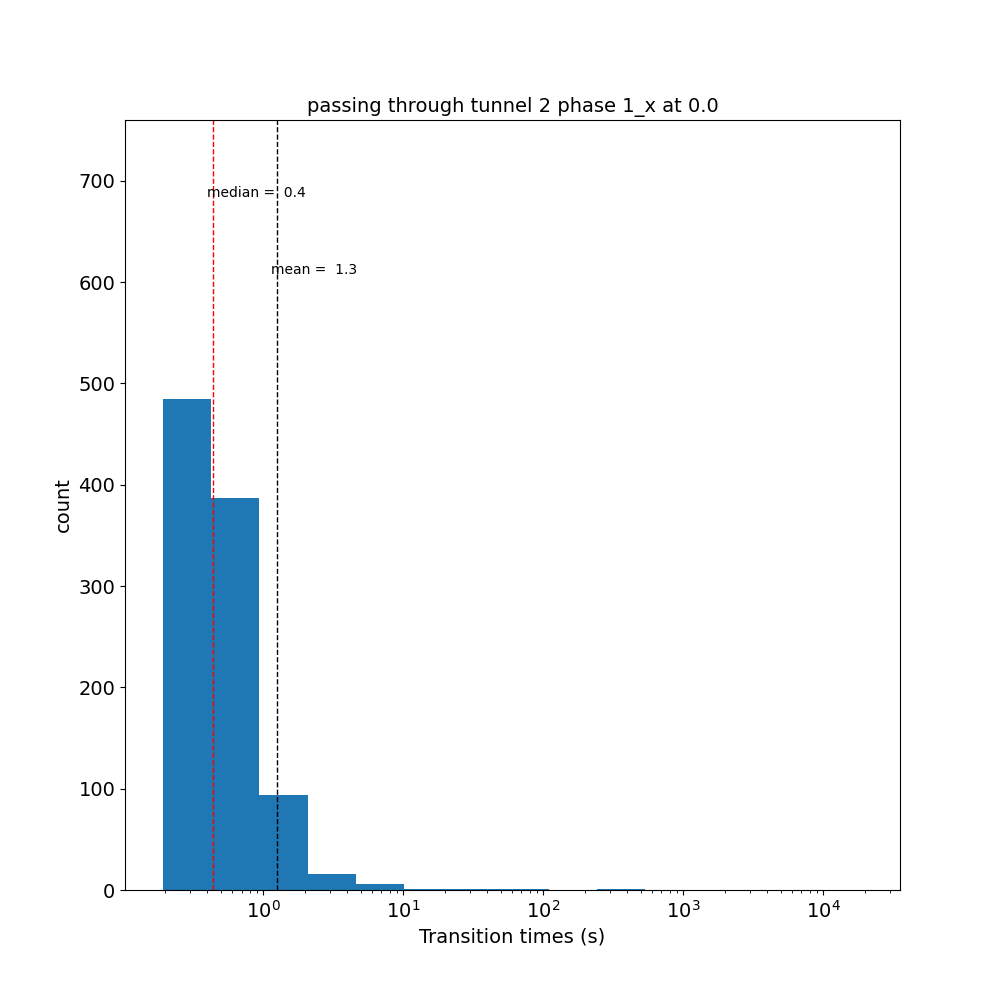 passing through tunnel 2 phase 1_x at 0.0
700
median =  0.4
mean =  1.3
600
500
400
count
300
200
100
0
10⁰
10¹
10²
10³
10⁴
Transition times (s)